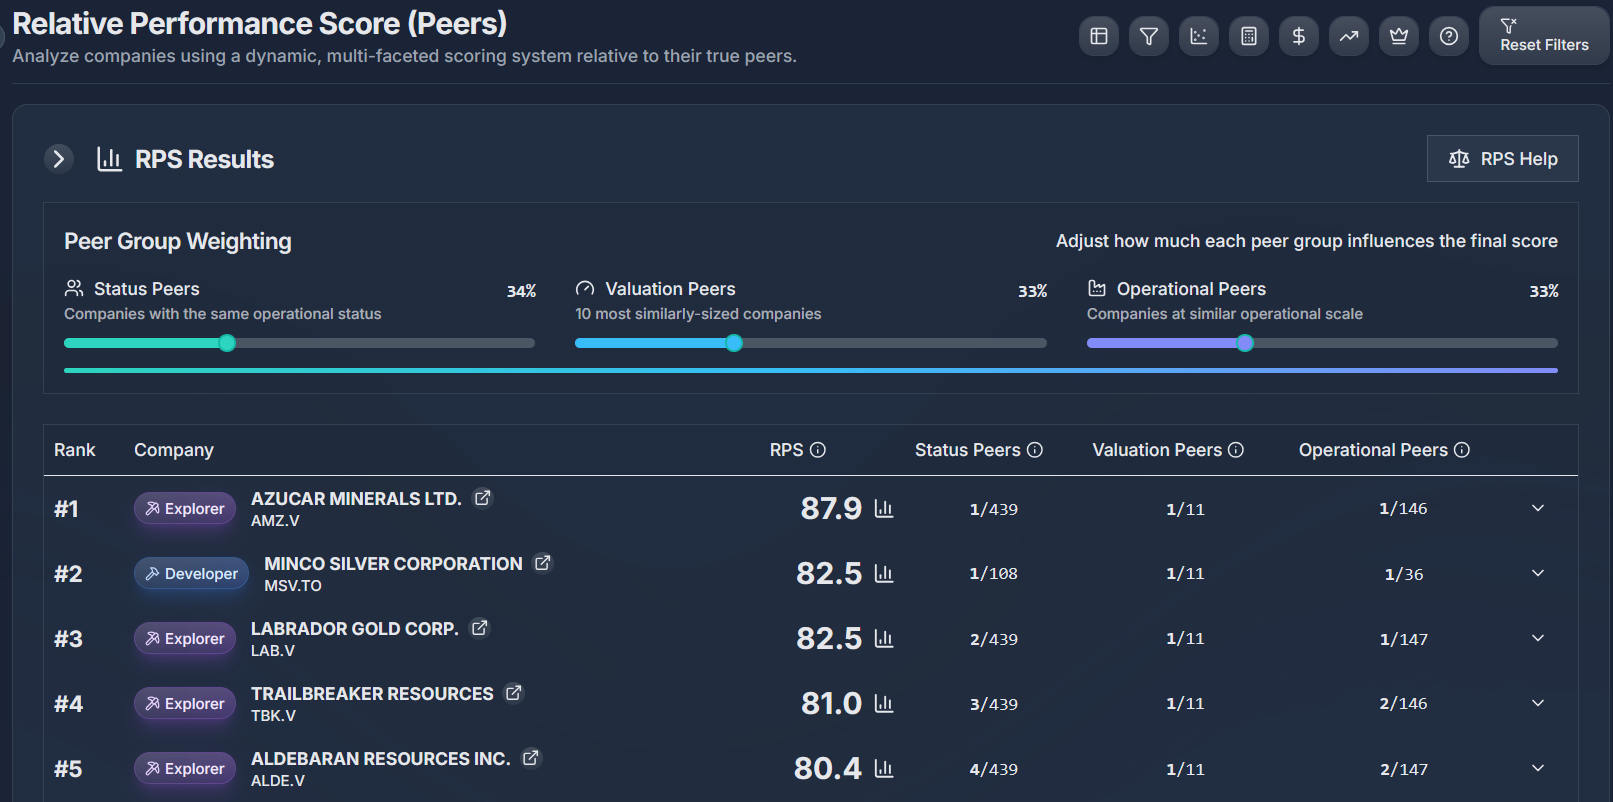 Relative Performance Score (Peers)
Analyze companies using a dynamic, multi-faceted scoring system relative to their true peers.
Reset Filters
RPS Results
RPS Help
Peer Group Weighting
Adjust how much each peer group influences the final score
Status Peers 34%
Companies with the same operational status
Valuation Peers 33%
10 most similarly-sized companies
Operational Peers 33%
Companies at similar operational scale
Rank Company RPS Status Peers Valuation Peers Operational Peers
#1 Explorer AZUCAR MINERALS LTD. 87.9 1/439 1/11 1/146
AMZ.V
#2 Developer MINCO SILVER CORPORATION 82.5 1/108 1/11 1/36
MSV.TO
#3 Explorer LABRADOR GOLD CORP. 82.5 2/439 1/11 1/147
LAB.V
#4 Explorer TRAILBREAKER RESOURCES 81.0 3/439 1/11 2/146
TBK.V
#5 Explorer ALDEBARAN RESOURCES INC. 80.4 4/439 1/11 2/147
ALDE.V